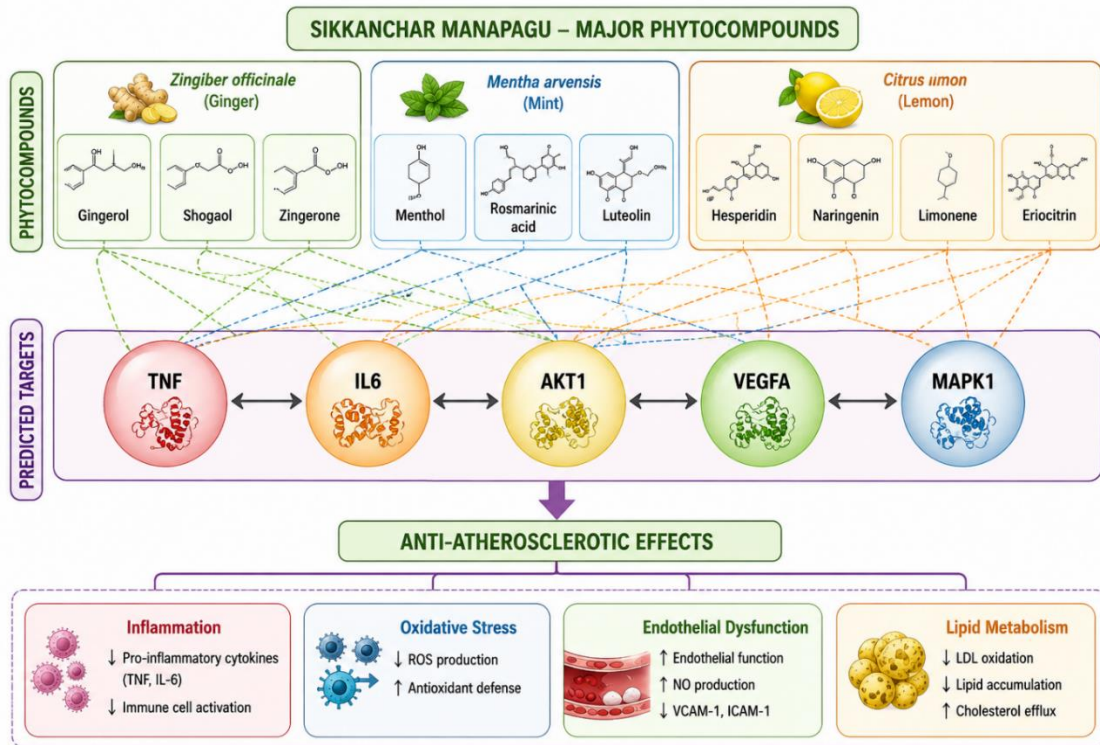 SIKKANCHAR MANAPAGU – MAJOR PHYTOCOMPOUNDS
PHYTOCOMPOUNDS
Zingiber officinale
(Ginger)
Gingerol
Shogaol
Zingerone
Mentha arvensis
(Mint)
Menthol
Rosmarinic
acid
Luteolin
Citrus
(Lemon)
Hesperidin
Naringenin
Limonene
Eriocitrin
PREDICTED TARGETS
TNF
IL6
AKT1
VEGFA
MAPK1
ANTI-ATHEROSCLEROTIC EFFECTS
Inflammation
↓ Pro-inflammatory cytokines
(TNF, IL-6)
↓ Immune cell activation
Oxidative Stress
↓ ROS production
↑ Antioxidant defense
Endothelial Dysfunction
↑ Endothelial function
↑ NO production
↓ VCAM-1, ICAM-1
Lipid Metabolism
↓ LDL oxidation
↓ Lipid accumulation
↑ Cholesterol efflux